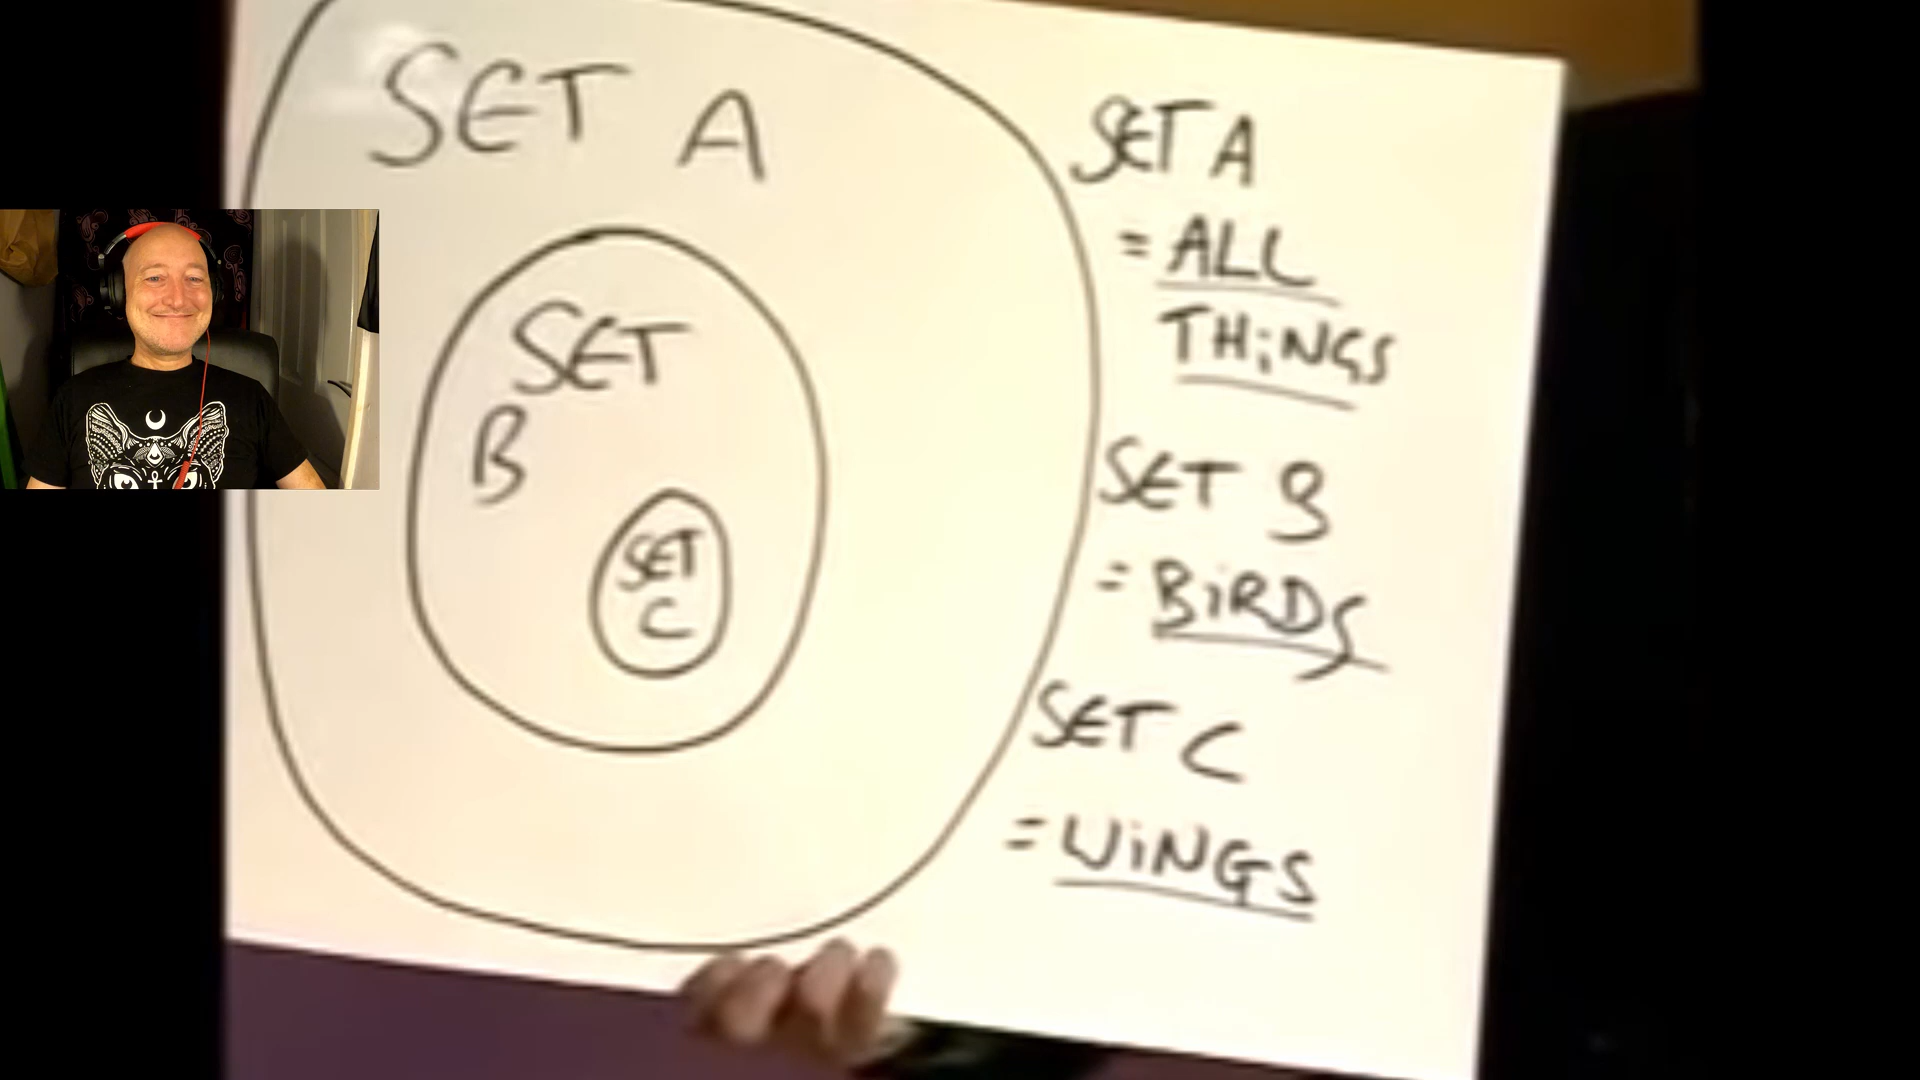 SET A
SET
B
SET
C
SET A
= ALL
THiNGS
SET B
= BiRDS
SET C
= WiNGS